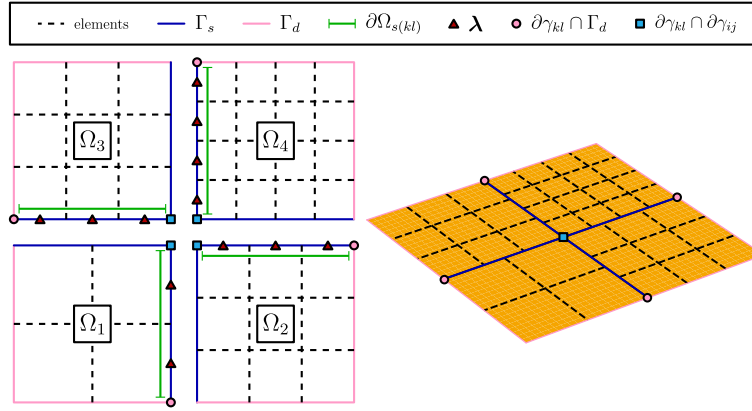 elements Γ_s Γ_d ∂Ω_{s(kl)} λ ∂γ_{kl} ∩ Γ_d ∂γ_{kl} ∩ ∂γ_{ij}
Ω_3 Ω_4
Ω_1 Ω_2